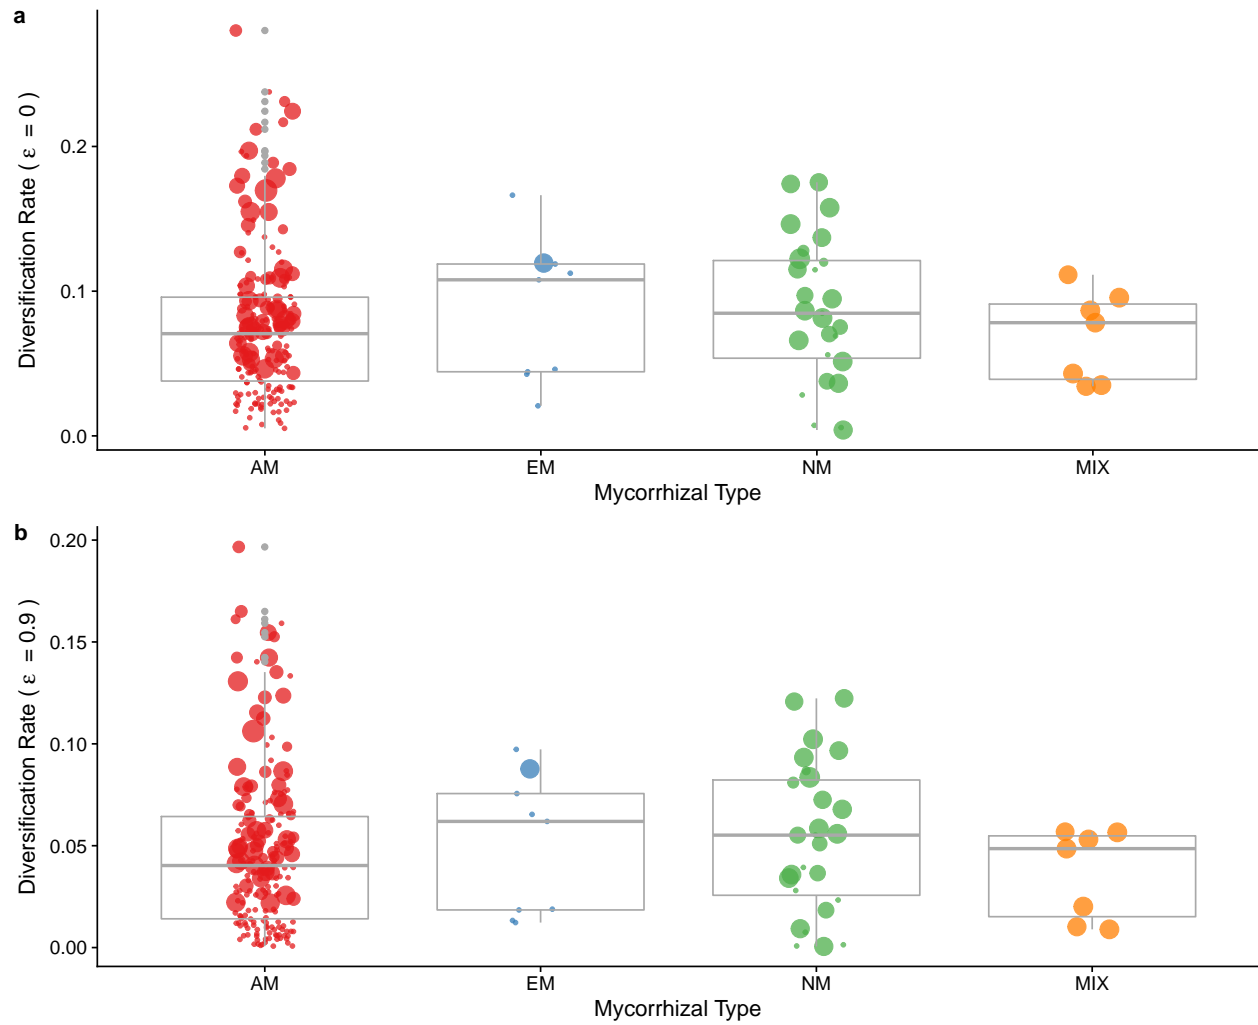 a
Diversification Rate ( ε = 0 )
0.2
0.1
0.0
AM EM NM MIX
Mycorrhizal Type
b
Diversification Rate ( ε = 0.9 )
0.20
0.15
0.10
0.05
0.00
AM EM NM MIX
Mycorrhizal Type